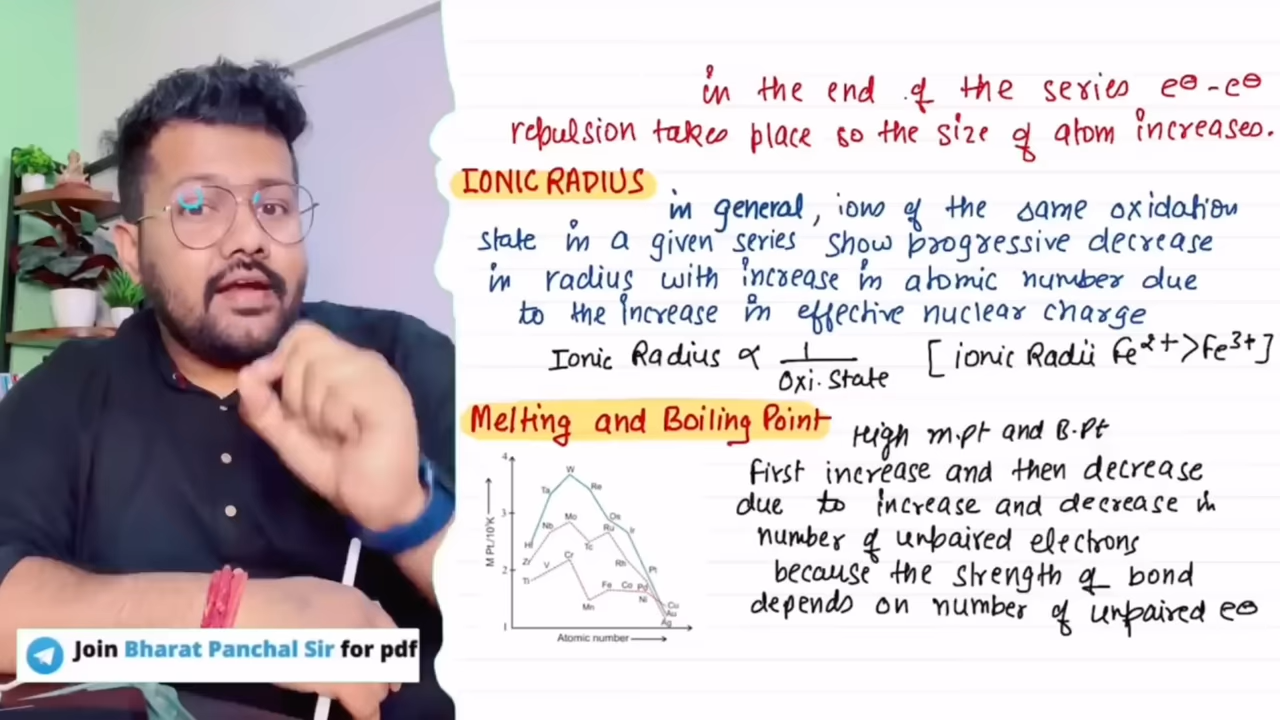 in the end of the series e⊖-e⊖
repulsion takes place so the size of atom increases.
IONIC RADIUS
in general, ions of the same oxidation
state in a given series show progressive decrease
in radius with increase in atomic number due
to the increase in effective nuclear charge
Ionic Radius ∝ 1/Oxi. State [ionic Radii Fe²⁺>Fe³⁺]
Melting and Boiling Point
High m.pt and B.Pt
First increase and then decrease
due to increase and decrease in
number of unpaired electrons
because the strength of bond
depends on number of unpaired e⊖
4
3
2
1
M Pt./10³K
W
Ta
Re
Os
Ir
Mo
Nb
Ru
Hf
Tc
Zr
Cr
V
Rh
Pt
Ti
Fe Co Pd
Ni
Mn
Cu
Au
Ag
Atomic number
Join Bharat Panchal Sir for pdf